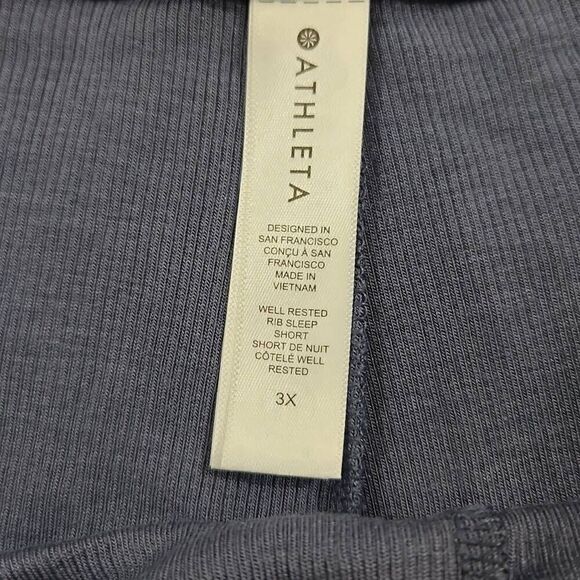 ATHLETA
DESIGNED IN
SAN FRANCISCO
CONÇU À SAN
FRANCISCO
MADE IN
VIETNAM
WELL RESTED
RIB SLEEP
SHORT
SHORT DE NUIT
CÔTELÉ WELL
RESTED
3X